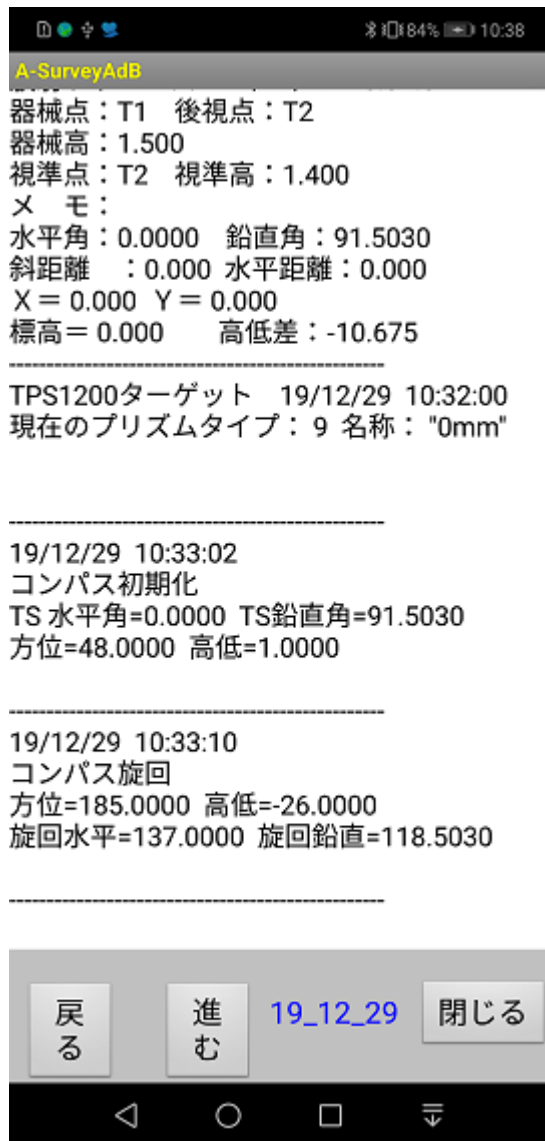 84% 10:38
A-SurveyAdB
器械点：T1　後視点：T2
器械高：1.500
視準点：T2　視準高：1.400
メ　モ：
水平角：0.0000　鉛直角：91.5030
斜距離　：0.000 水平距離：0.000
X＝ 0.000 Y＝ 0.000
標高＝ 0.000　　高低差：-10.675
--------------------------------------------------
TPS1200ターゲット　19/12/29 10:32:00
現在のプリズムタイプ： 9 名称： "0mm"
--------------------------------------------------
19/12/29 10:33:02
コンパス初期化
TS 水平角=0.0000 TS鉛直角=91.5030
方位=48.0000 高低=1.0000
--------------------------------------------------
19/12/29 10:33:10
コンパス旋回
方位=185.0000 高低=-26.0000
旋回水平=137.0000 旋回鉛直=118.5030
--------------------------------------------------
戻る 進む 19_12_29 閉じる